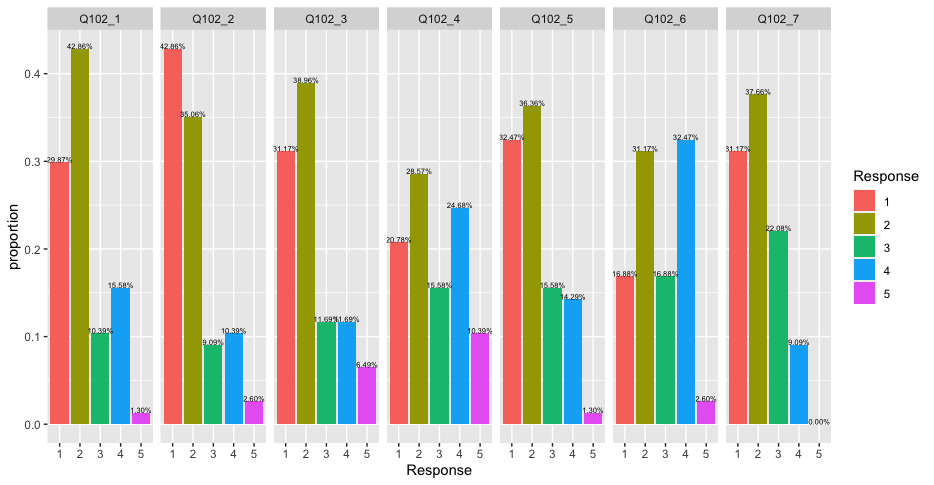 Q102_1 Q102_2 Q102_3 Q102_4 Q102_5 Q102_6 Q102_7
proportion
0.4
0.3
0.2
0.1
0.0
29.87% 42.86% 10.39% 15.58% 1.30%
42.86% 35.06% 9.09% 10.39% 2.60%
31.17% 38.96% 11.69% 11.69% 6.49%
20.78% 28.57% 15.58% 24.68% 10.39%
32.47% 36.36% 15.58% 14.29% 1.30%
16.88% 31.17% 16.88% 32.47% 2.60%
31.17% 37.66% 22.08% 9.09% 0.00%
1 2 3 4 5 1 2 3 4 5 1 2 3 4 5 1 2 3 4 5 1 2 3 4 5 1 2 3 4 5 1 2 3 4 5
Response
Response
1
2
3
4
5